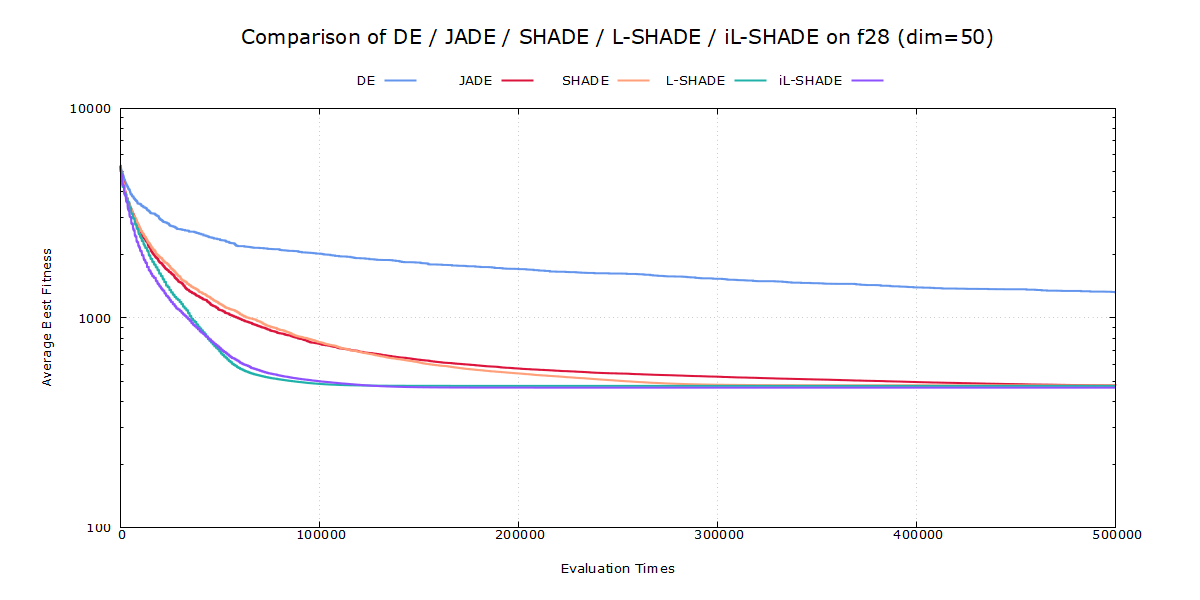 Comparison of DE / JADE / SHADE / L-SHADE / iL-SHADE on f28 (dim=50)
DE JADE SHADE L-SHADE iL-SHADE
10000
1000
100
Average Best Fitness
0 100000 200000 300000 400000 500000
Evaluation Times